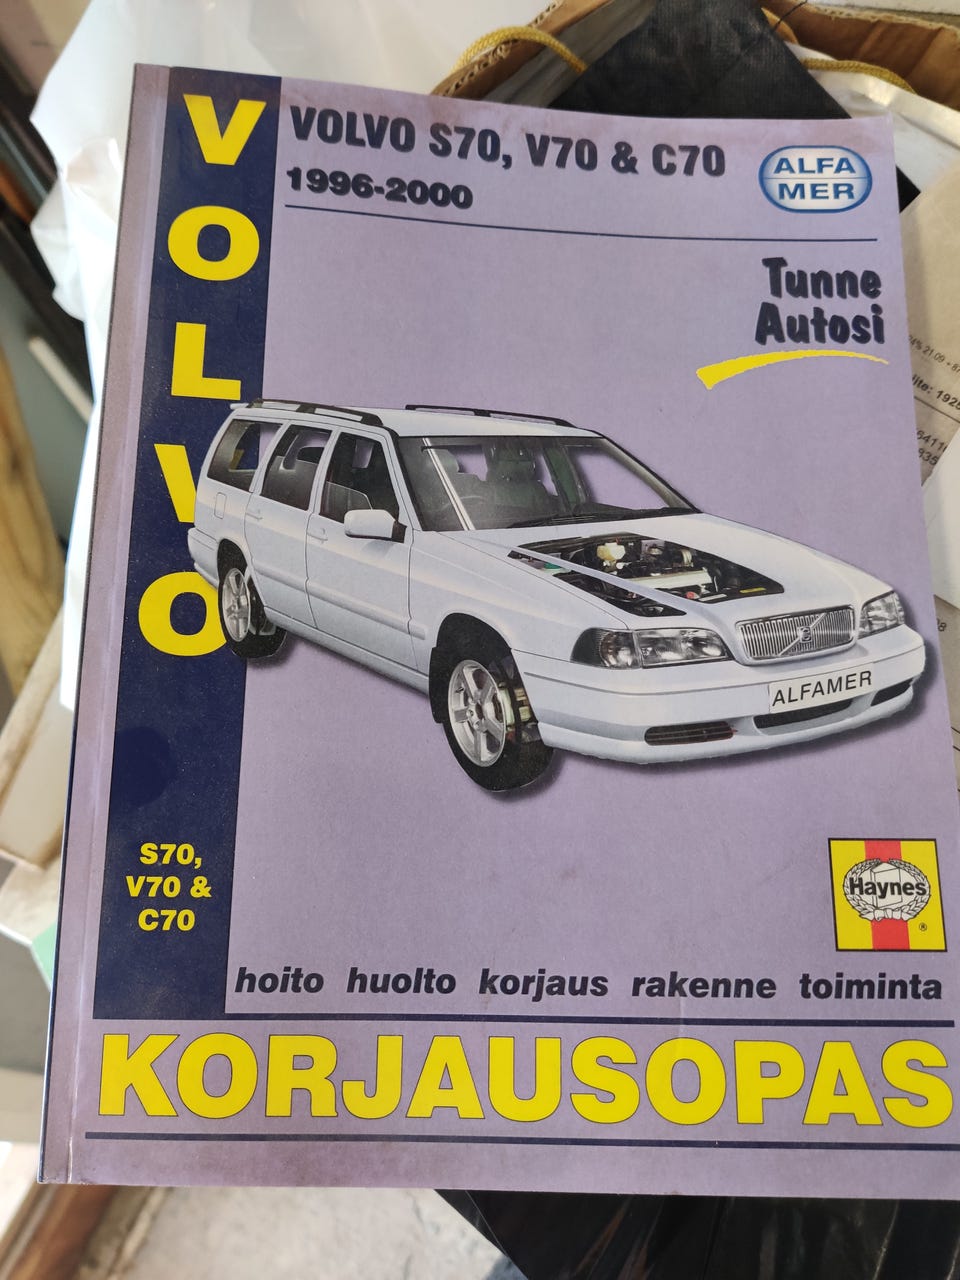 VOLVO
VOLVO S70, V70 & C70
1996-2000
ALFA
MER
Tunne
Autosi
ALFAMER
S70,
V70 &
C70
Haynes
®
hoito huolto korjaus rakenne toiminta
KORJAUSOPAS